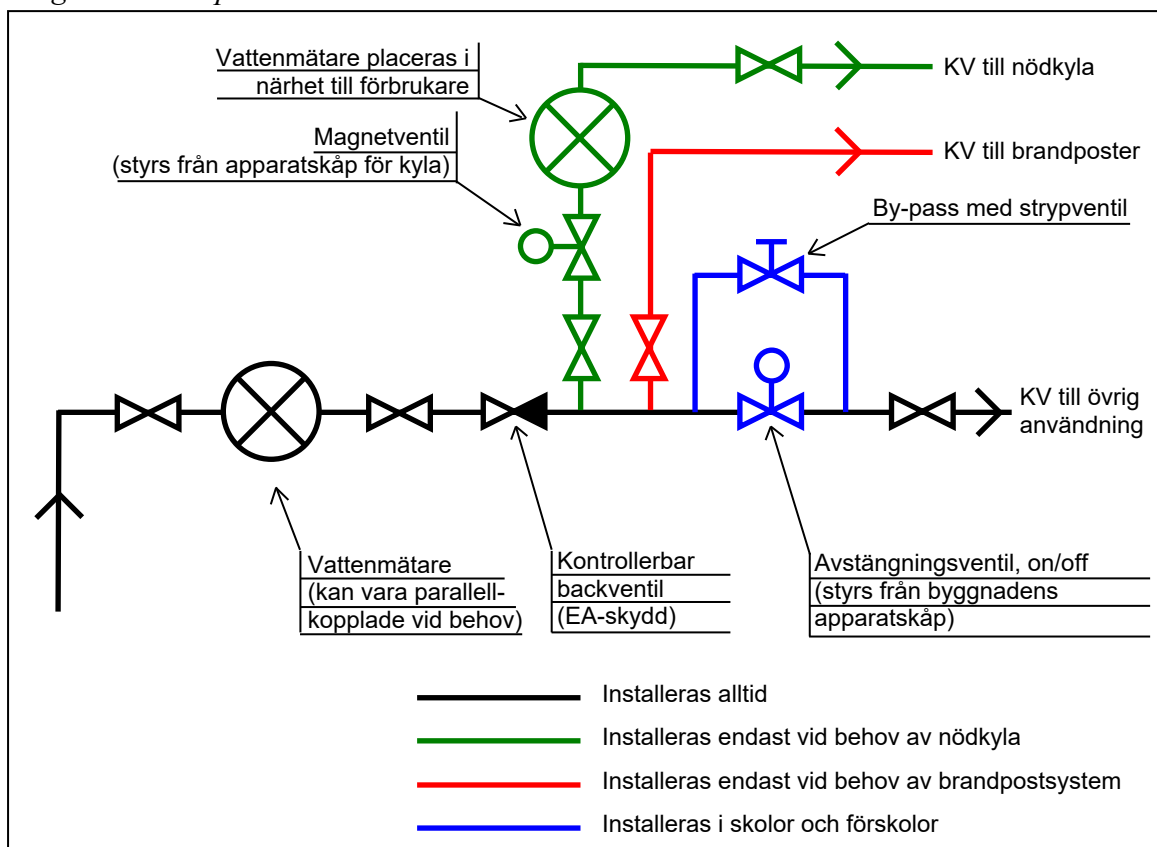 Vattenmätare placeras i
närhet till förbrukare
KV till nödkyla
Magnetventil
(styrs från apparatskåp för kyla)
KV till brandposter
By-pass med strypventil
KV till övrig
användning
Vattenmätare
(kan vara parallell-
kopplade vid behov)
Kontrollerbar
backventil
(EA-skydd)
Avstängningsventil, on/off
(styrs från byggnadens
apparatskåp)
Installeras alltid
Installeras endast vid behov av nödkyla
Installeras endast vid behov av brandpostsystem
Installeras i skolor och förskolor